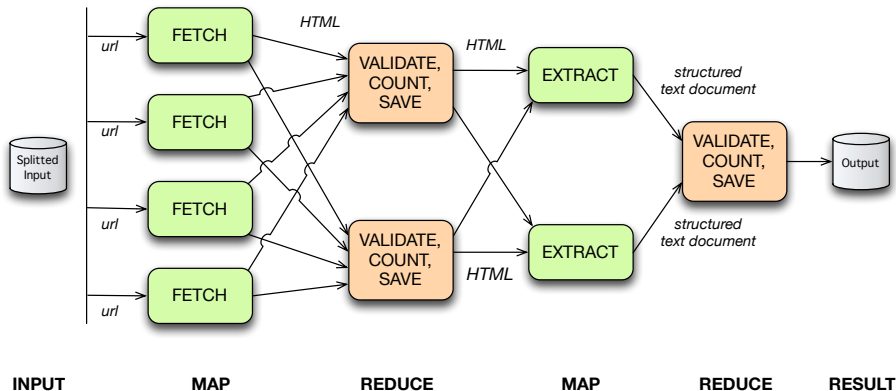 HTML
HTML
url
FETCH
VALIDATE,
COUNT,
SAVE
EXTRACT
structured
text document
url
FETCH
Splitted
Input
VALIDATE,
COUNT,
SAVE
Output
url
FETCH
VALIDATE,
COUNT,
SAVE
EXTRACT
structured
text document
HTML
url
FETCH
INPUT MAP REDUCE MAP REDUCE RESULT